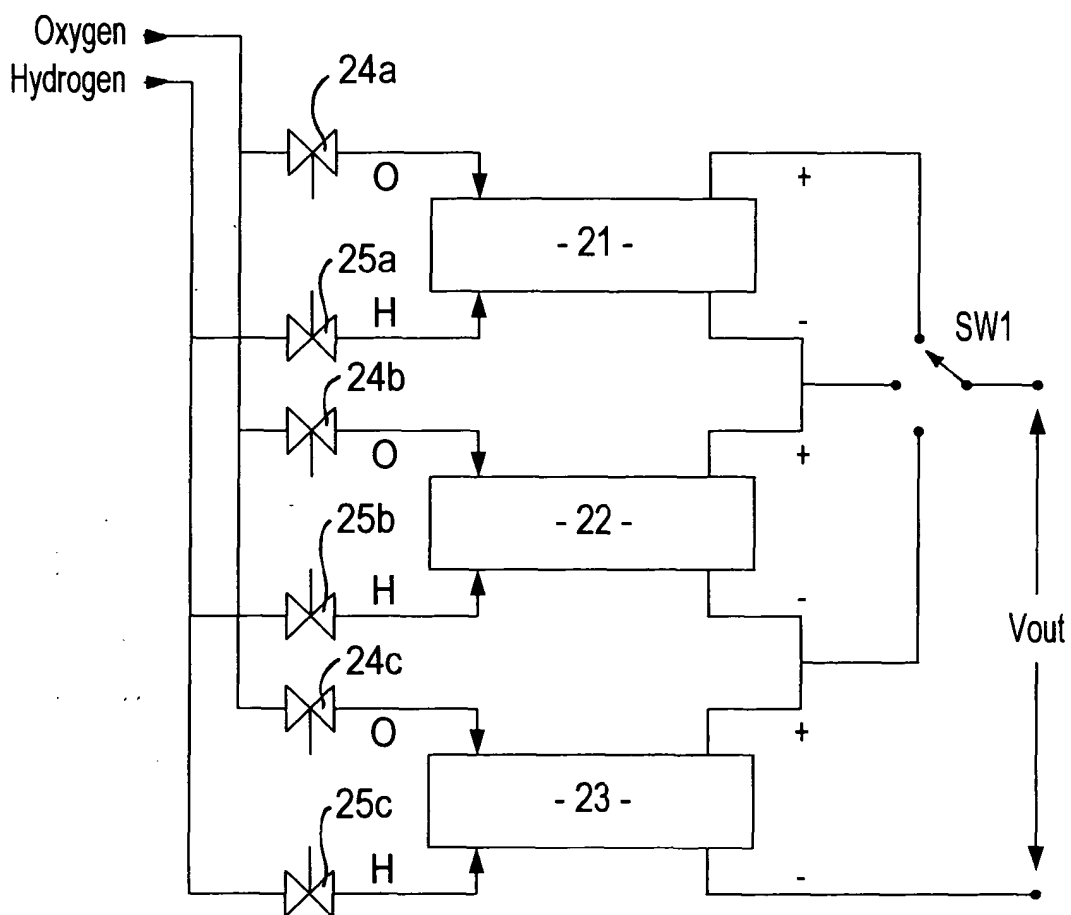 Oxygen
Hydrogen
24a
O
+
- 21 -
25a
H
-
SW1
24b
O
+
- 22 -
25b
H
-
Vout
24c
O
+
- 23 -
25c
H
-